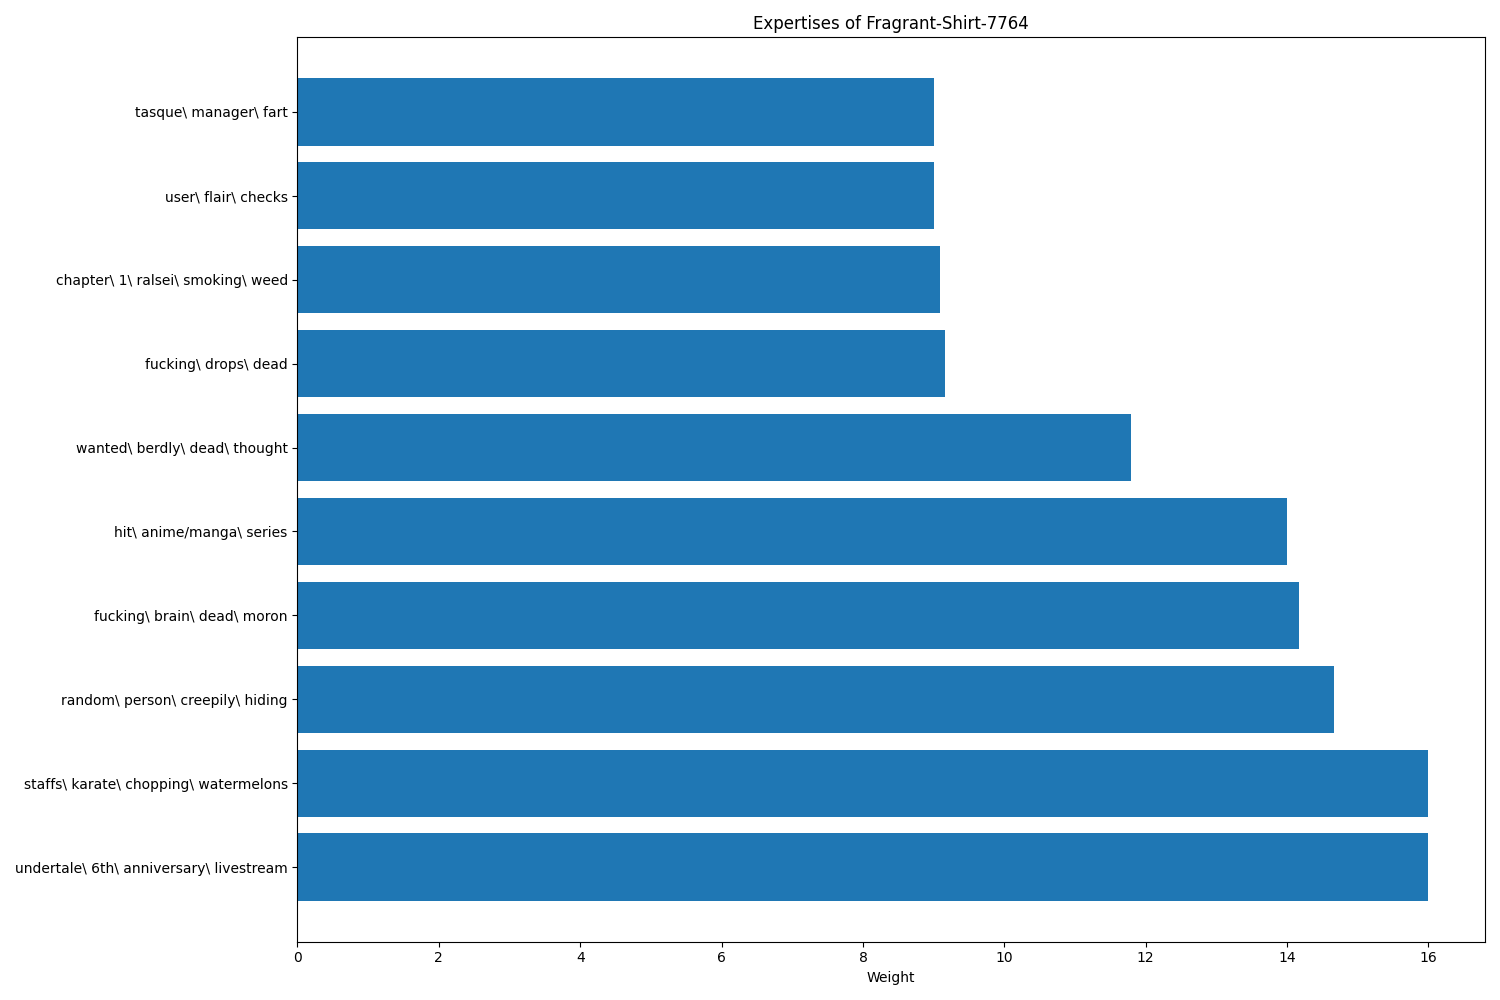 Expertises of Fragrant-Shirt-7764
tasque\ manager\ fart
user\ flair\ checks
chapter\ 1\ ralsei\ smoking\ weed
fucking\ drops\ dead
wanted\ berdly\ dead\ thought
hit\ anime/manga\ series
fucking\ brain\ dead\ moron
random\ person\ creepily\ hiding
staffs\ karate\ chopping\ watermelons
undertale\ 6th\ anniversary\ livestream
0 2 4 6 8 10 12 14 16
Weight